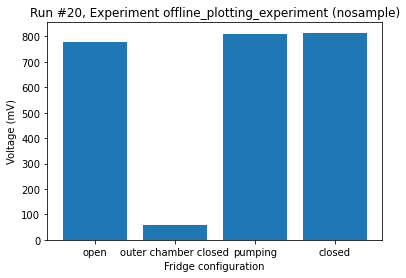 Run #20, Experiment offline_plotting_experiment (nosample)
Voltage (mV)
800
700
600
500
400
300
200
100
0
open outer chamber closed pumping closed
Fridge configuration